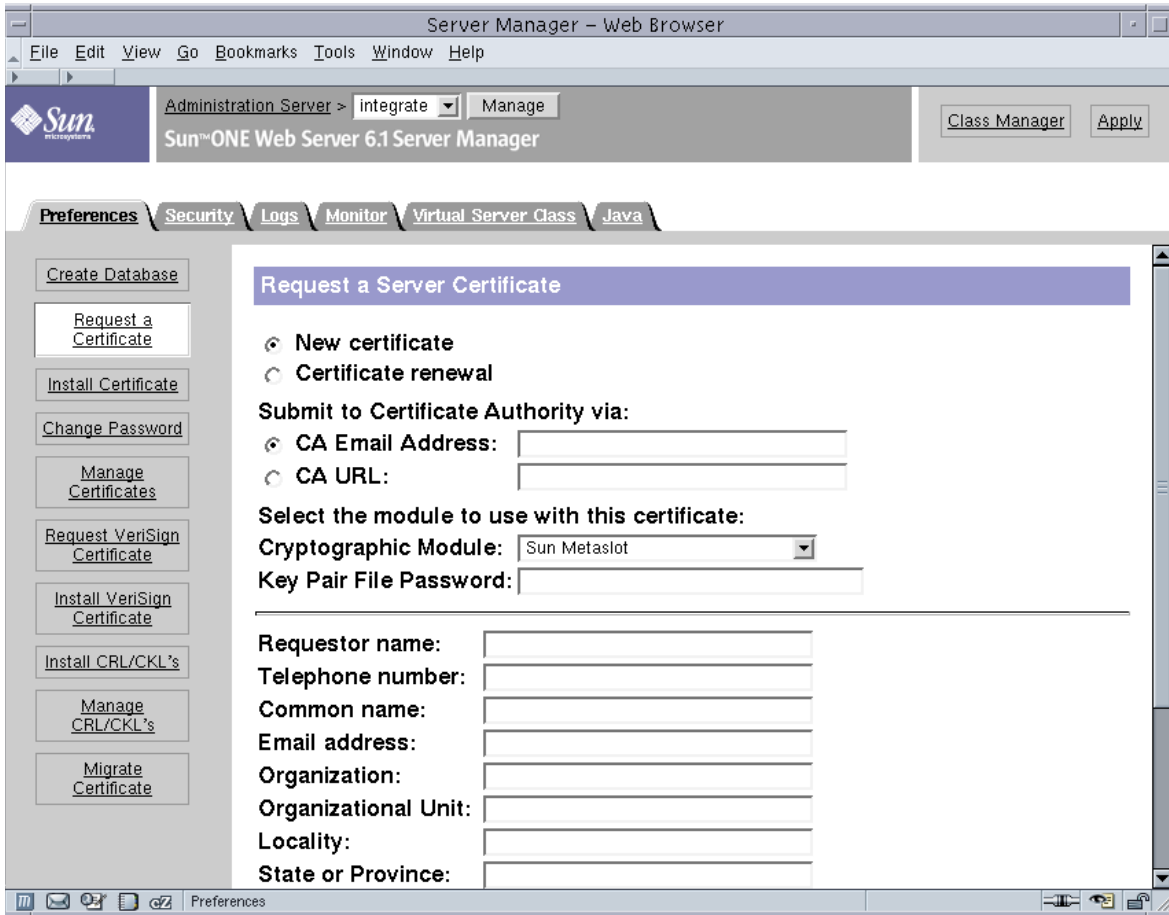 Server Manager – Web Browser
File Edit View Go Bookmarks Tools Window Help
Sun
microsystems
Administration Server > integrate Manage
Sun™ONE Web Server 6.1 Server Manager
Class Manager Apply
Preferences Security Logs Monitor Virtual Server Class Java
Create Database
Request a
Certificate
Install Certificate
Change Password
Manage
Certificates
Request VeriSign
Certificate
Install VeriSign
Certificate
Install CRL/CKL's
Manage
CRL/CKL's
Migrate
Certificate
Request a Server Certificate
New certificate
Certificate renewal
Submit to Certificate Authority via:
CA Email Address:
CA URL:
Select the module to use with this certificate:
Cryptographic Module: Sun Metaslot
Key Pair File Password:
Requestor name:
Telephone number:
Common name:
Email address:
Organization:
Organizational Unit:
Locality:
State or Province:
Preferences